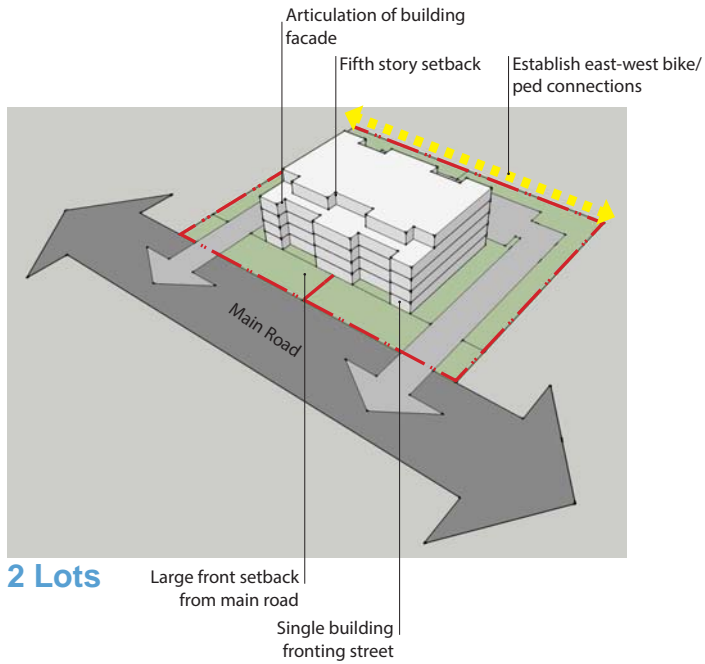 Articulation of building
facade
Fifth story setback
Establish east-west bike/
ped connections
Main Road
2 Lots
Large front setback
from main road
Single building
fronting street